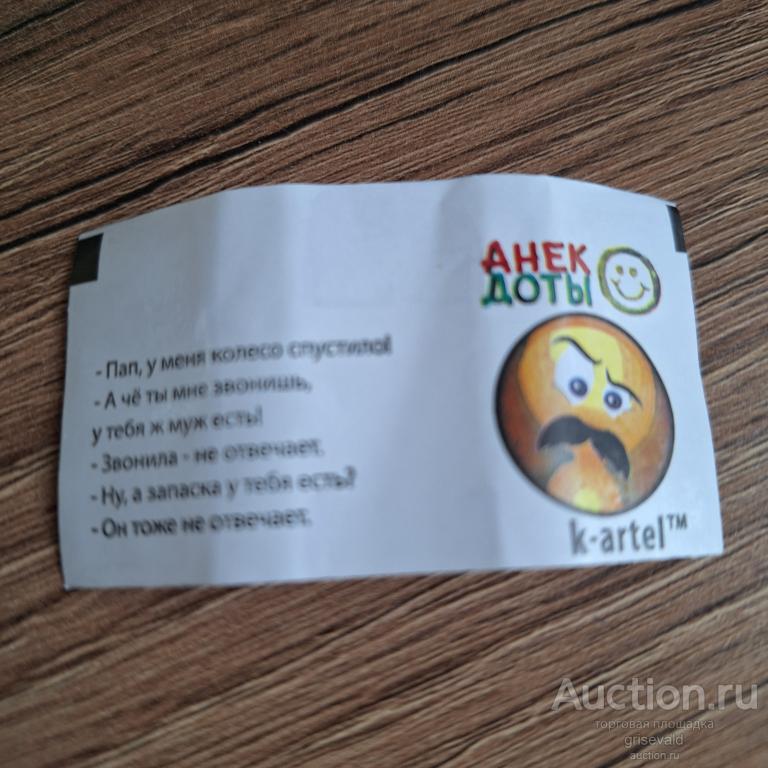 АНЕК
ДОТЫ
- Пап, у меня колесо спустило!
- А чё ты мне звонишь,
у тебя ж муж есть!
- Звонила - не отвечает.
- Ну, а запаска у тебя есть?
- Он тоже не отвечает.
k-artel™
Auction.ru
торговая площадка
grisevald
auction.ru